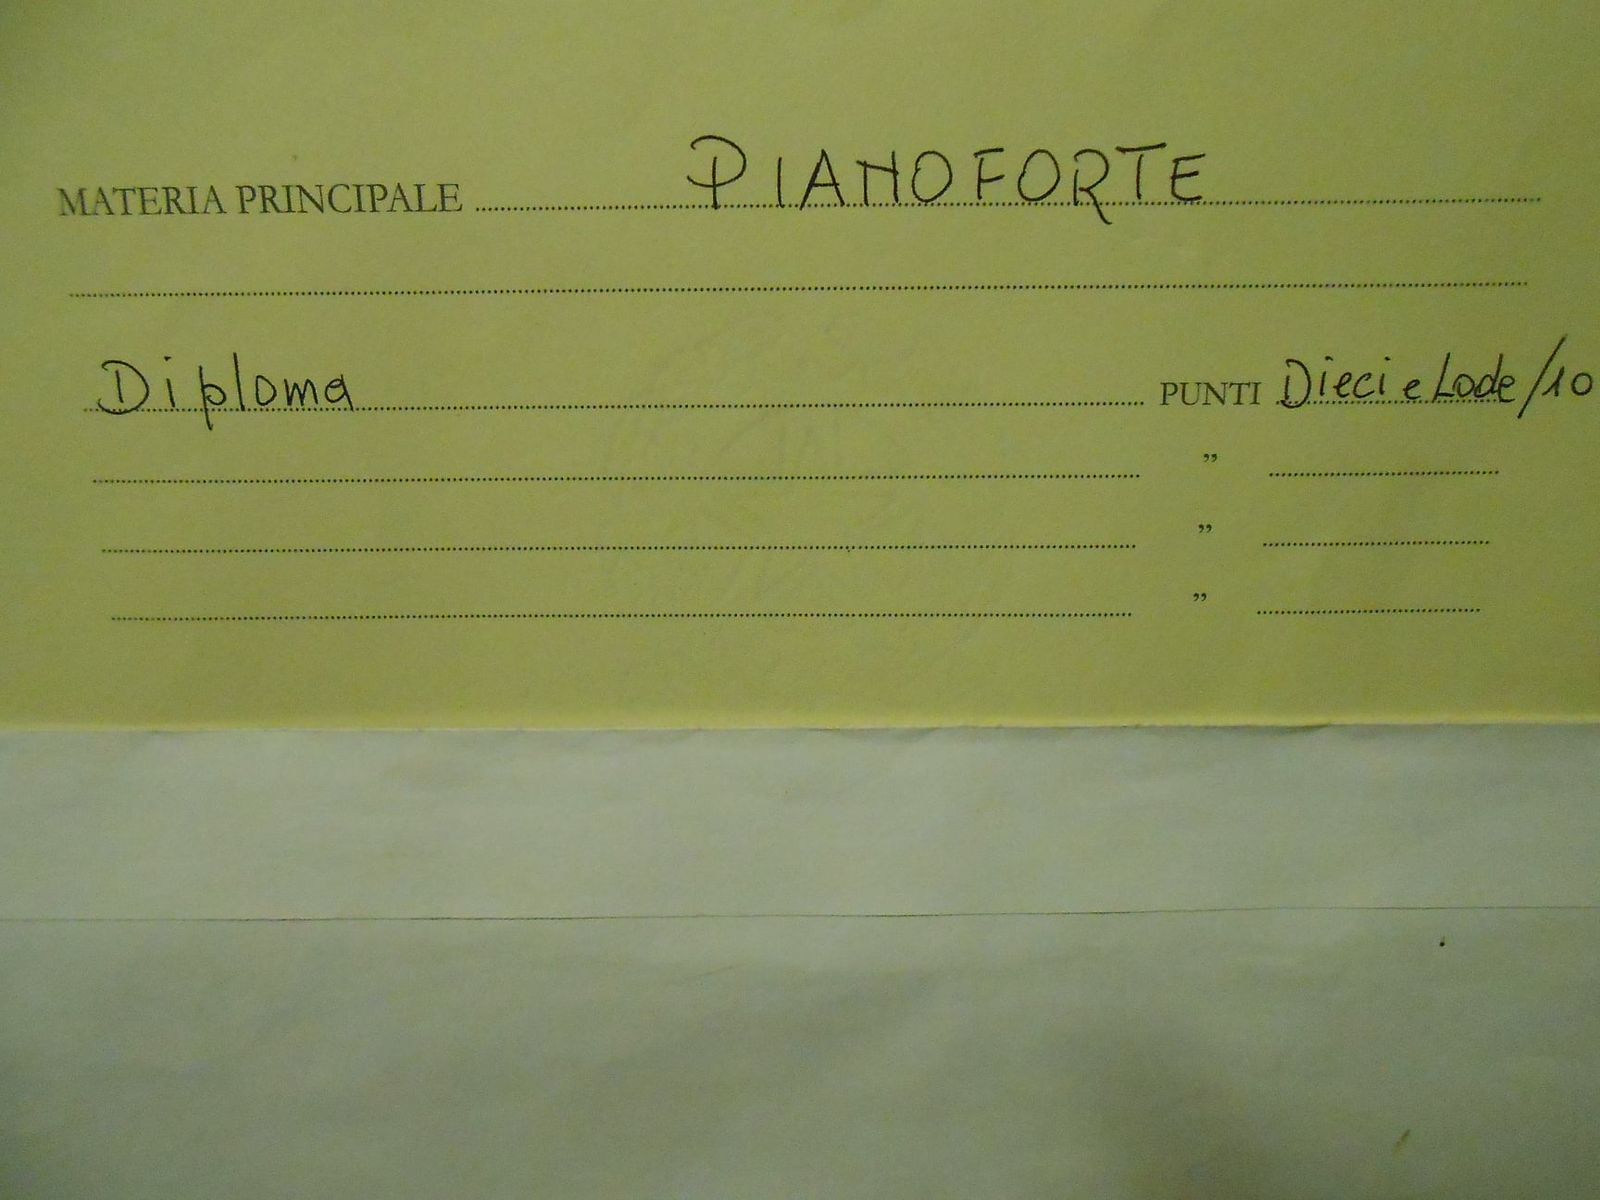 MATERIA PRINCIPALE PIANOFORTE
Diploma PUNTI Dieci e Lode/10
”
”
”